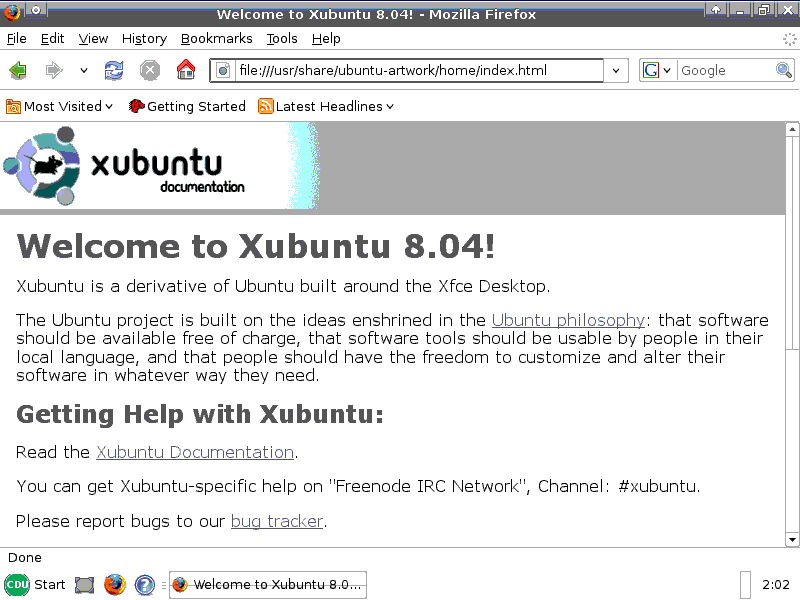 Welcome to Xubuntu 8.04! - Mozilla Firefox
File Edit View History Bookmarks Tools Help
file:///usr/share/ubuntu-artwork/home/index.html
G Google
Most Visited Getting Started Latest Headlines
xubuntu
documentation
Welcome to Xubuntu 8.04!
Xubuntu is a derivative of Ubuntu built around the Xfce Desktop.
The Ubuntu project is built on the ideas enshrined in the Ubuntu philosophy: that software
should be available free of charge, that software tools should be usable by people in their
local language, and that people should have the freedom to customize and alter their
software in whatever way they need.
Getting Help with Xubuntu:
Read the Xubuntu Documentation.
You can get Xubuntu-specific help on "Freenode IRC Network", Channel: #xubuntu.
Please report bugs to our bug tracker.
Done
CDU Start ? Welcome to Xubuntu 8.0... 2:02